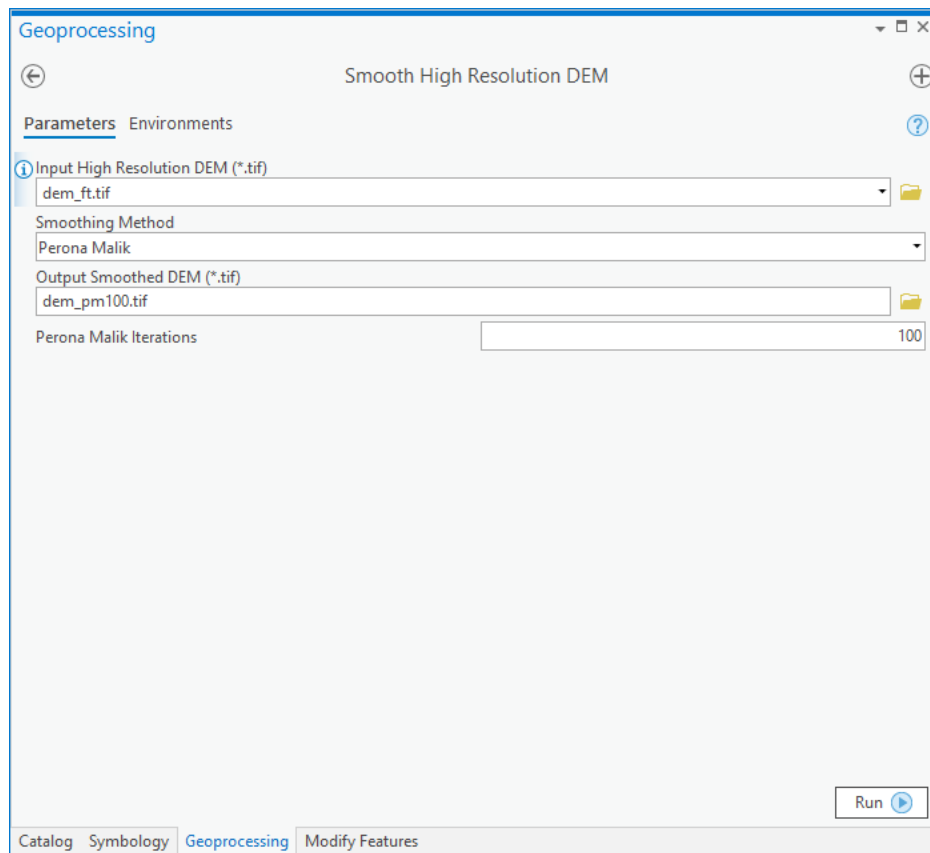 Geoprocessing
Smooth High Resolution DEM
Parameters Environments
Input High Resolution DEM (*.tif)
dem_ft.tif
Smoothing Method
Perona Malik
Output Smoothed DEM (*.tif)
dem_pm100.tif
Perona Malik Iterations 100
Run
Catalog Symbology Geoprocessing Modify Features